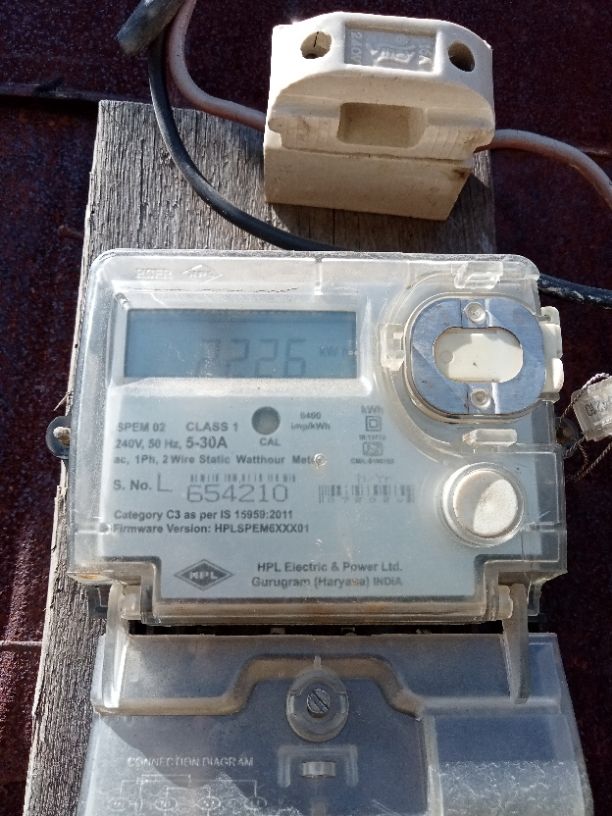 240V
HPL
kWh
SPEM 02 CLASS 1
240V, 50 Hz, 5-30A
CAL
6400
imp/kWh
kWh
ac, 1Ph, 2 Wire Static Watthour Meter
S. No. L 654210
Category C3 as per IS 15959:2011
Firmware Version: HPLSPEM6XXX01
HPL
HPL Electric & Power Ltd.
Gurugram (Haryana) INDIA
CONNECTION DIAGRAM